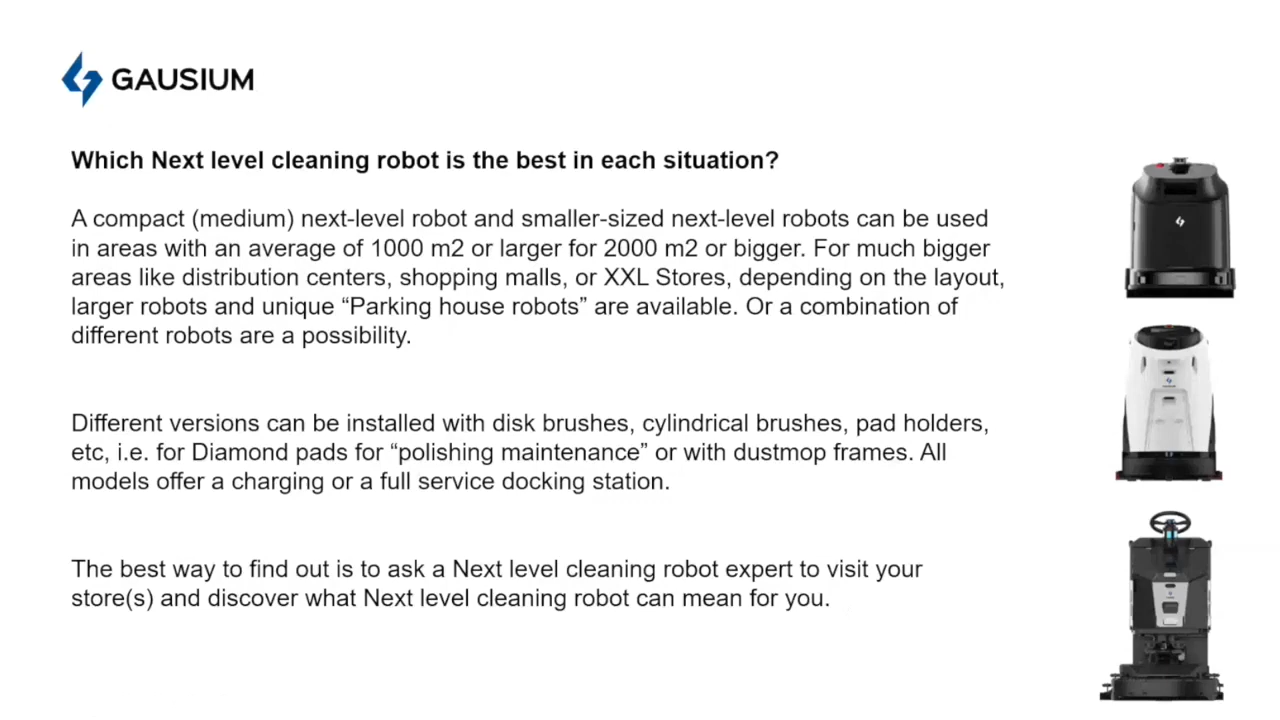 GAUSIUM
Which Next level cleaning robot is the best in each situation?
A compact (medium) next-level robot and smaller-sized next-level robots can be used
in areas with an average of 1000 m2 or larger for 2000 m2 or bigger. For much bigger
areas like distribution centers, shopping malls, or XXL Stores, depending on the layout,
larger robots and unique “Parking house robots” are available. Or a combination of
different robots are a possibility.
Different versions can be installed with disk brushes, cylindrical brushes, pad holders,
etc, i.e. for Diamond pads for “polishing maintenance” or with dustmop frames. All
models offer a charging or a full service docking station.
The best way to find out is to ask a Next level cleaning robot expert to visit your
store(s) and discover what Next level cleaning robot can mean for you.